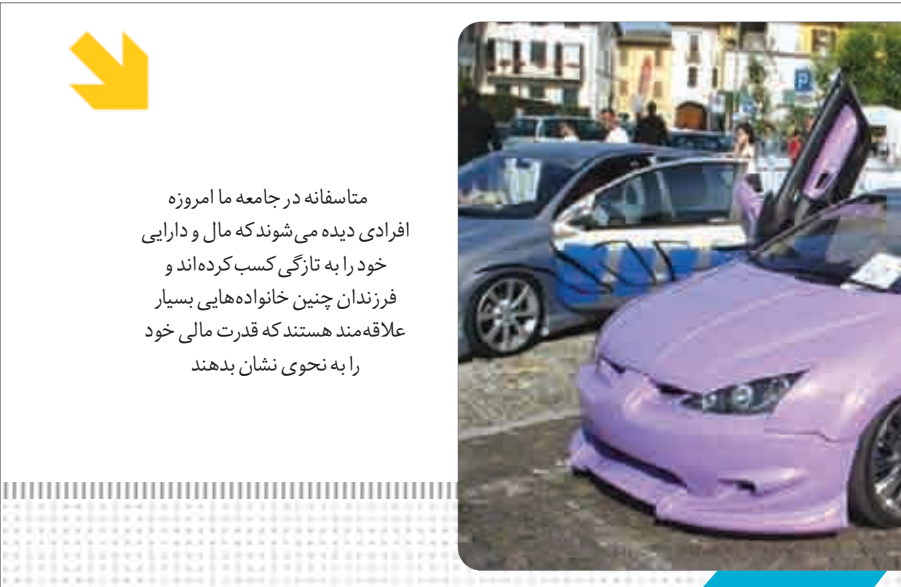 متاسفانه در جامعه ما امروزه
افرادی دیده می‌شوند که مال و دارایی
خود را به تازگی کسب کرده‌اند و
فرزندان چنین خانواده‌هایی بسیار
علاقه‌مند هستند که قدرت مالی خود
را به نحوی نشان بدهند
P